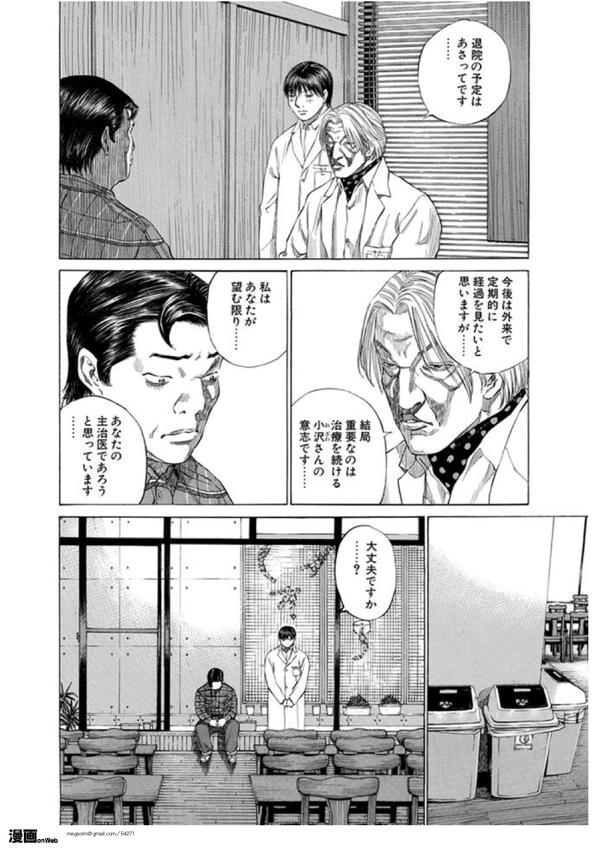 退院の予定は
あさってです
……
今後は外来で
定期的に
経過を見たいと
思いますが……
結局
重要なのは
治療を続ける
小沢さんの
おざわ
意志です…
私は
あなたが
望む限り…
あなたの
主治医であろう
と思っています
大丈夫ですか
……?
漫画onWeb
megaorin@gmail.com/54271